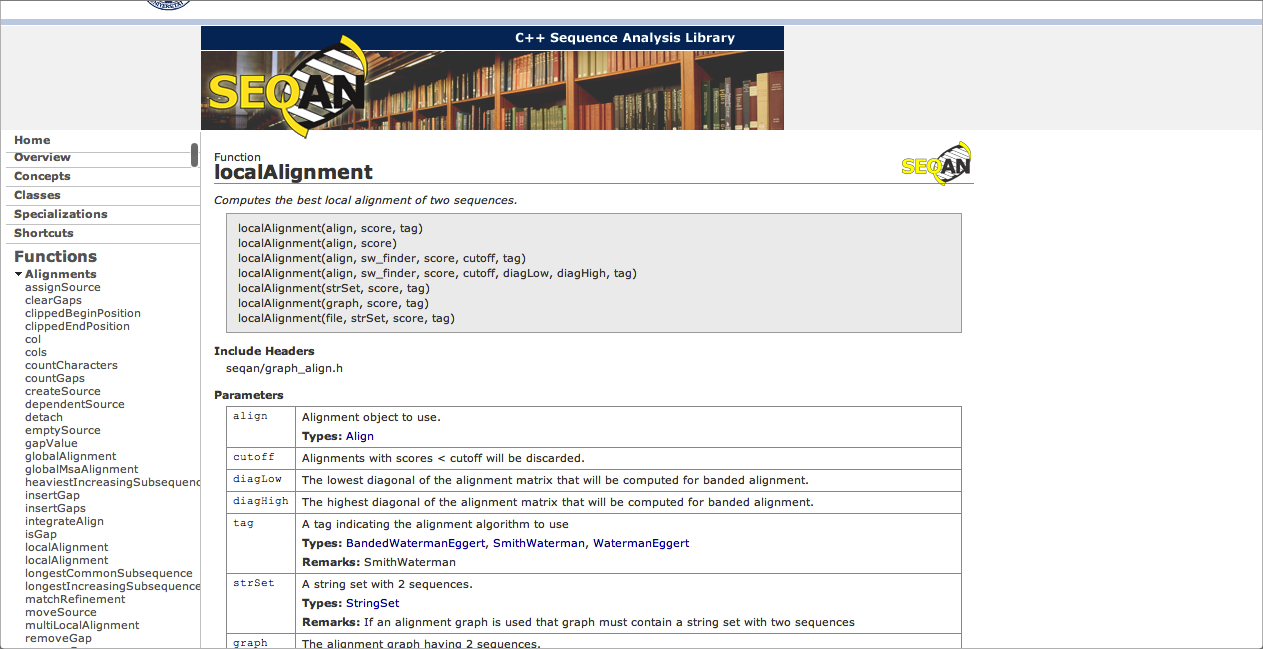 C++ Sequence Analysis Library
SEQAN
Home
Overview
Concepts
Classes
Specializations
Shortcuts
Functions
Alignments
assignSource
clearGaps
clippedBeginPosition
clippedEndPosition
col
cols
countCharacters
countGaps
createSource
dependentSource
detach
emptySource
gapValue
globalAlignment
globalMsaAlignment
heaviestIncreasingSubsequenc
insertGap
insertGaps
integrateAlign
isGap
localAlignment
localAlignment
longestCommonSubsequence
longestIncreasingSubsequence
matchRefinement
moveSource
multiLocalAlignment
removeGap
Function
localAlignment
SEQAN
Computes the best local alignment of two sequences.
localAlignment(align, score, tag)
localAlignment(align, score)
localAlignment(align, sw_finder, score, cutoff, tag)
localAlignment(align, sw_finder, score, cutoff, diagLow, diagHigh, tag)
localAlignment(strSet, score, tag)
localAlignment(graph, score, tag)
localAlignment(file, strSet, score, tag)
Include Headers
seqan/graph_align.h
Parameters
align Alignment object to use.
Types: Align
cutoff Alignments with scores < cutoff will be discarded.
diagLow The lowest diagonal of the alignment matrix that will be computed for banded alignment.
diagHigh The highest diagonal of the alignment matrix that will be computed for banded alignment.
tag A tag indicating the alignment algorithm to use
Types: BandedWatermanEggert, SmithWaterman, WatermanEggert
Remarks: SmithWaterman
strSet A string set with 2 sequences.
Types: StringSet
Remarks: If an alignment graph is used that graph must contain a string set with two sequences
graph The alignment graph having 2 sequences.